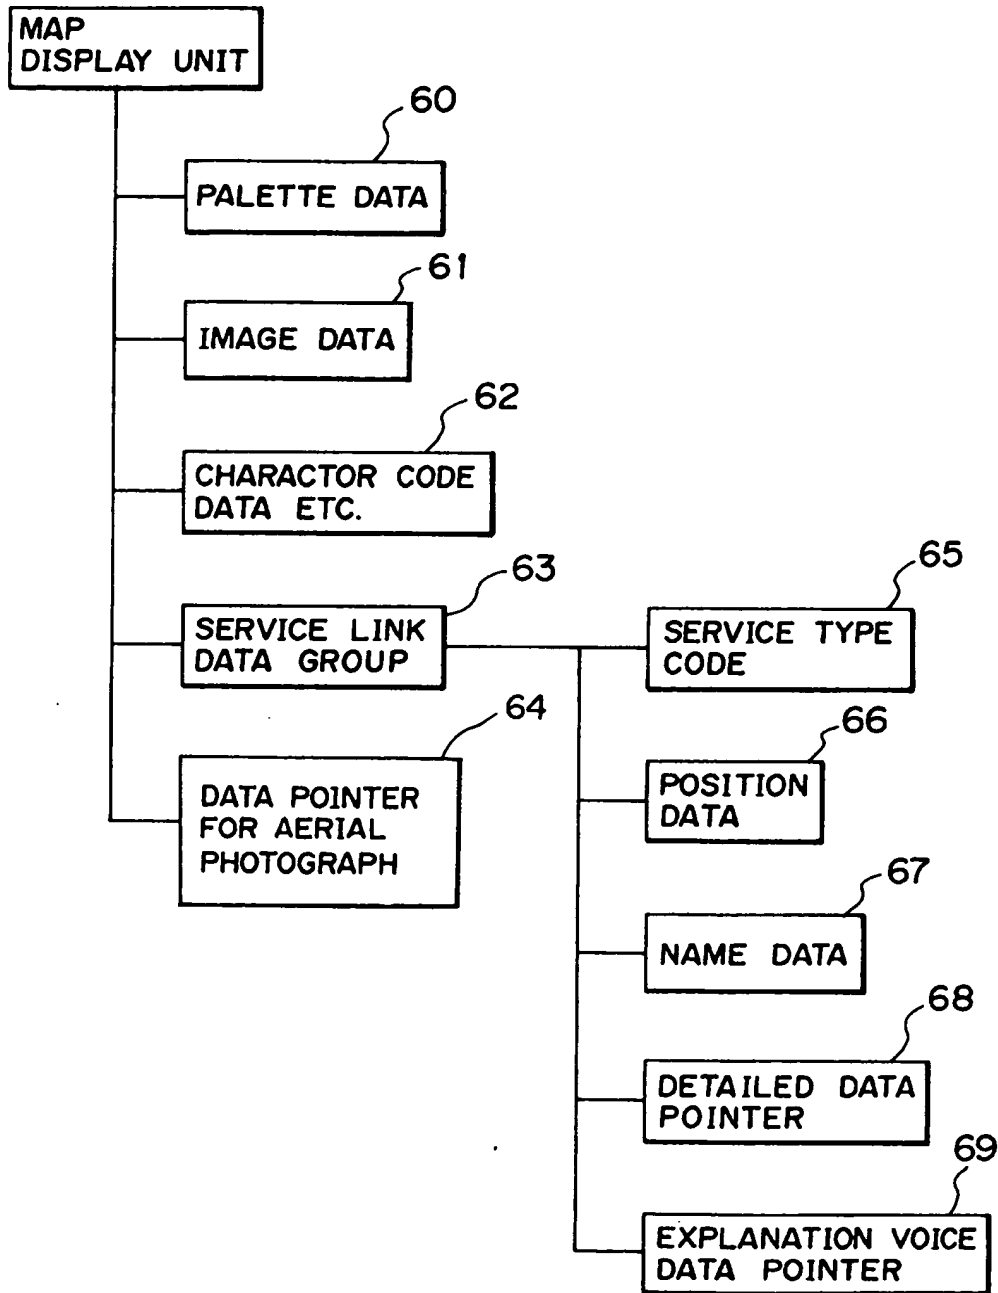 MAP
DISPLAY UNIT
60
PALETTE DATA
61
IMAGE DATA
62
CHARACTOR CODE
DATA ETC.
63
SERVICE LINK
DATA GROUP
64
DATA POINTER
FOR AERIAL
PHOTOGRAPH
65
SERVICE TYPE
CODE
66
POSITION
DATA
67
NAME DATA
68
DETAILED DATA
POINTER
69
EXPLANATION VOICE
DATA POINTER